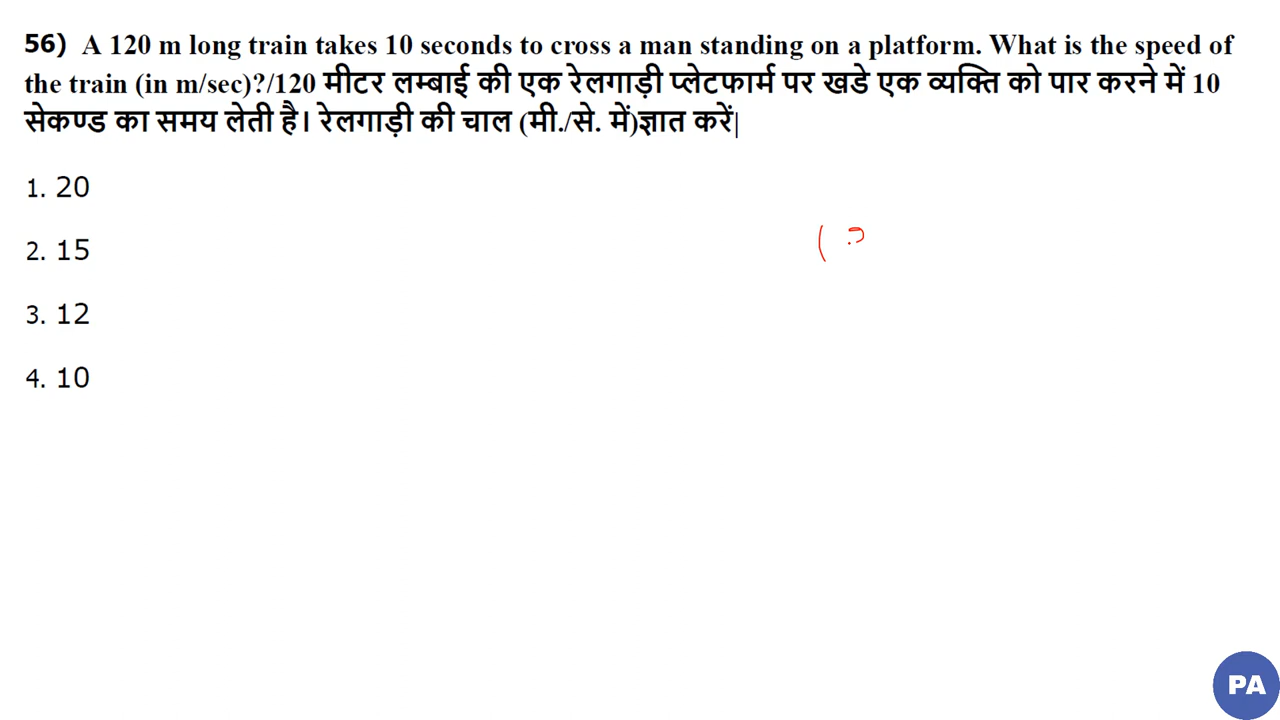 56) A 120 m long train takes 10 seconds to cross a man standing on a platform. What is the speed of
the train (in m/sec)?/120 मीटर लम्बाई की एक रेलगाड़ी प्लेटफार्म पर खडे एक व्यक्ति को पार करने में 10
सेकण्ड का समय लेती है। रेलगाड़ी की चाल (मी./से. में)ज्ञात करें|
1. 20
2. 15
3. 12
4. 10
PA